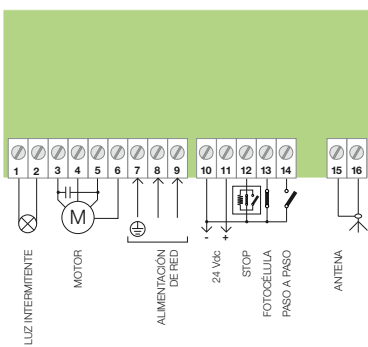 1 2 3 4 5 6 7 8 9 10 11 12 13 14 15 16
M
- +
LUZ INTERMITENTE
MOTOR
ALIMENTACIÓN
DE RED
24 Vdc
STOP
FOTOCÉLULA
PASO A PASO
ANTENA